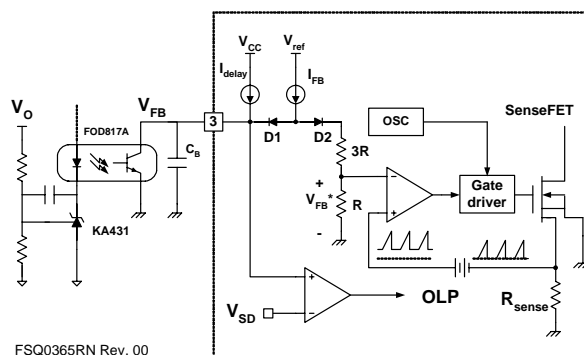 V_CC
V_ref
I_delay
I_FB
V_O
V_FB
FOD817A
3
D1
D2
C_B
3R
OSC
SenseFET
+
V_FB*
R
-
−
+
Gate
driver
KA431
+
−
V_SD
OLP
R_sense
FSQ0365RN Rev. 00